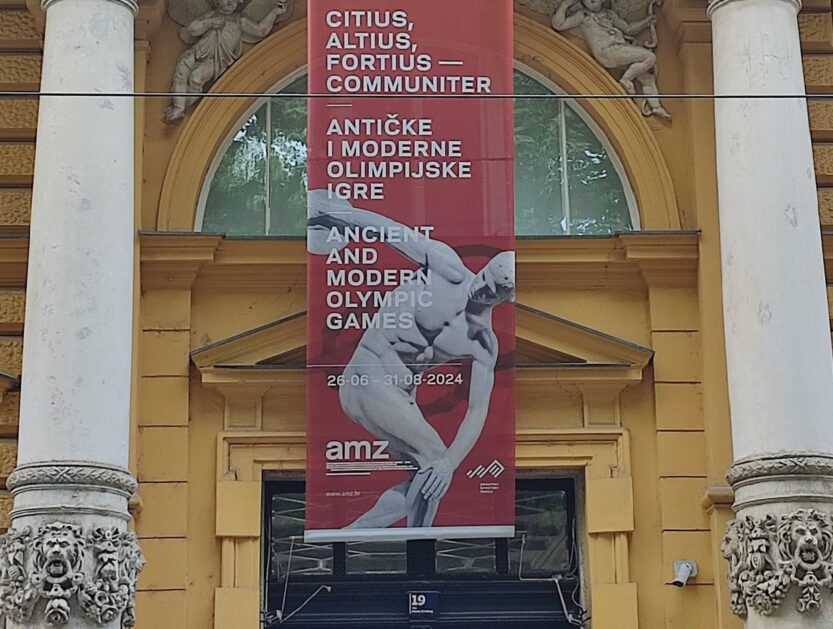 CITIUS,
ALTIUS,
FORTIUS —
COMMUNITER
ANTIČKE
I MODERNE
OLIMPIJSKE
IGRE
ANCIENT
AND
MODERN
OLYMPIC
GAMES
26-06 – 31-08-2024
amz
www.amz.hr
19